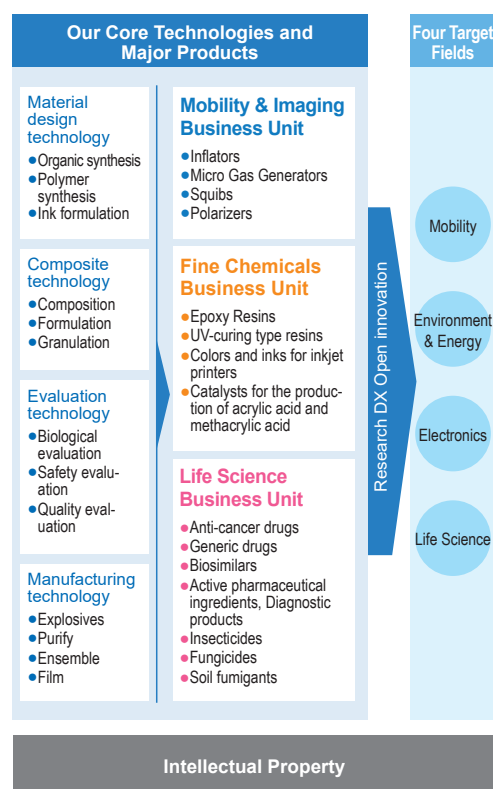 Our Core Technologies and
Major Products
Four Target
Fields
Material
design
technology
●Organic synthesis
●Polymer
synthesis
●Ink formulation
Composite
technology
●Composition
●Formulation
●Granulation
Evaluation
technology
●Biological
evaluation
●Safety evalu-
ation
●Quality eval-
uation
Manufacturing
technology
●Explosives
●Purify
●Ensemble
●Film
Mobility & Imaging
Business Unit
●Inflators
●Micro Gas Generators
●Squibs
●Polarizers
Fine Chemicals
Business Unit
●Epoxy Resins
●UV-curing type resins
●Colors and inks for inkjet
printers
●Catalysts for the produc-
tion of acrylic acid and
methacrylic acid
Life Science
Business Unit
●Anti-cancer drugs
●Generic drugs
●Biosimilars
●Active pharmaceutical
ingredients, Diagnostic
products
●Insecticides
●Fungicides
●Soil fumigants
Research DX Open innovation
Mobility
Environment
& Energy
Electronics
Life Science
Intellectual Property